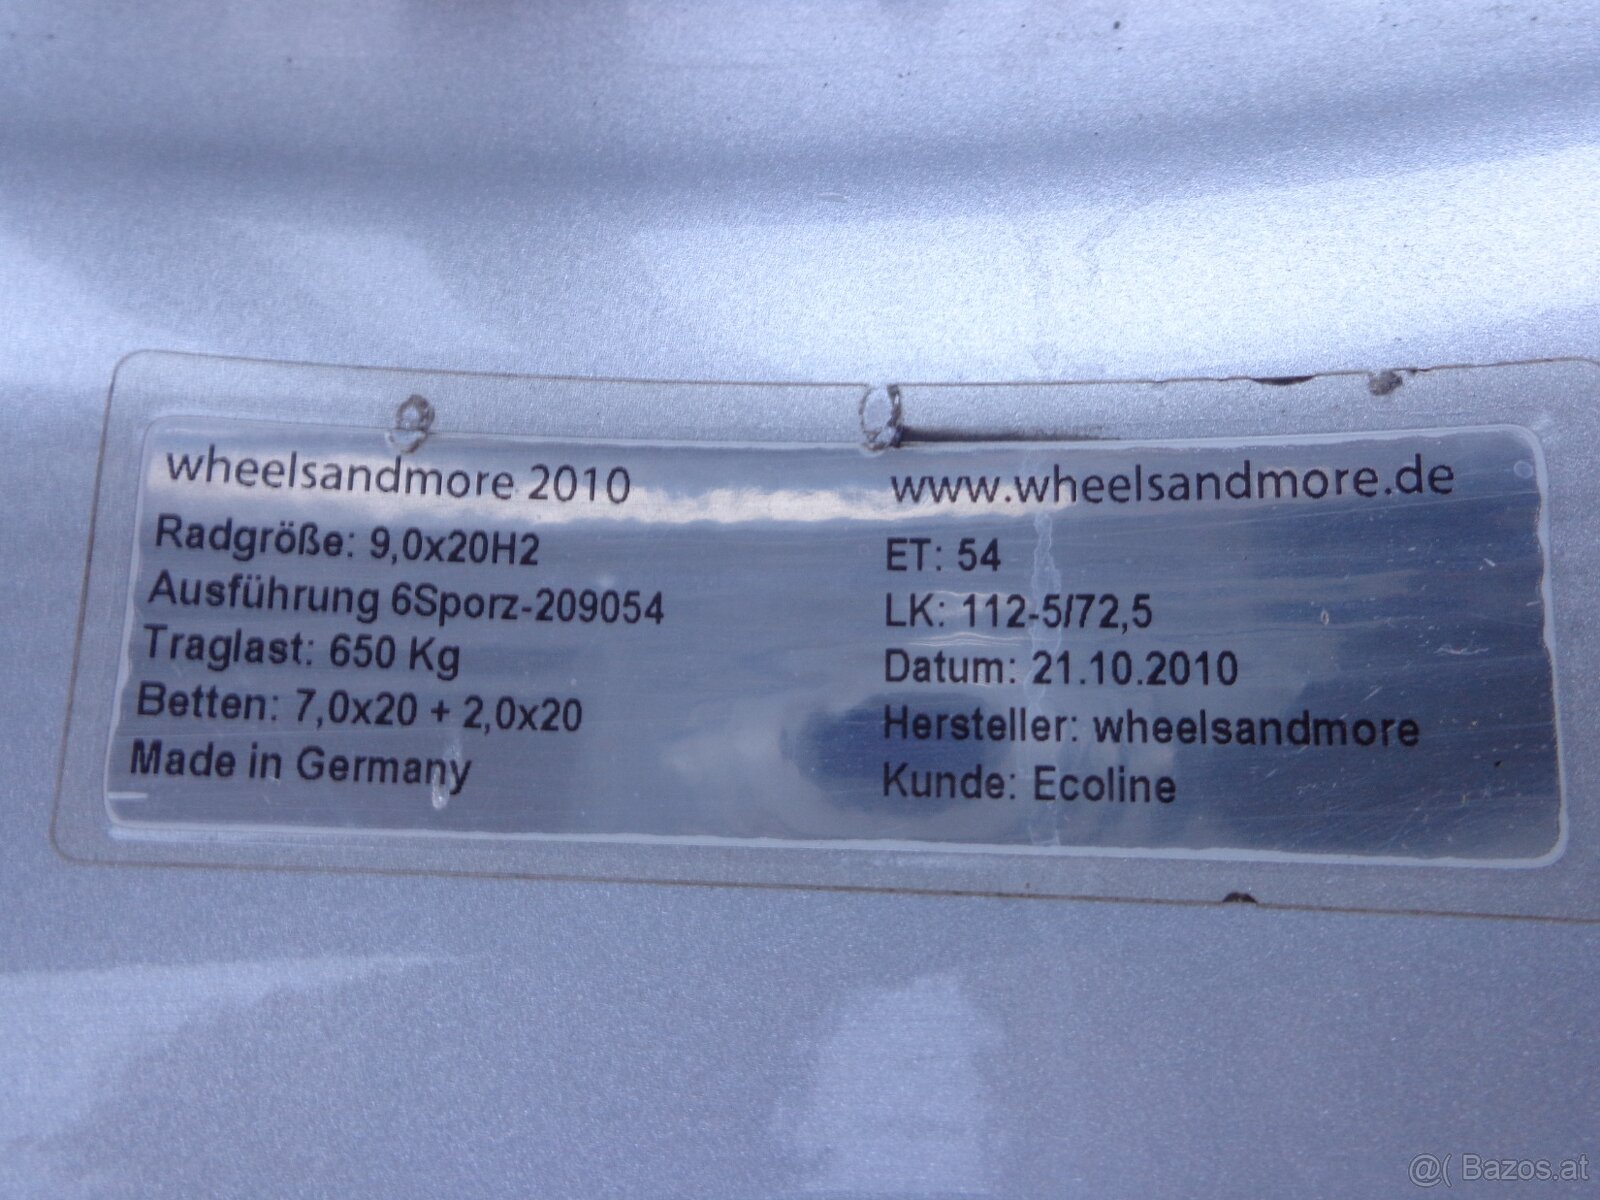 wheelsandmore 2010
Radgröße: 9,0x20H2
Ausführung 6Sporz-209054
Traglast: 650 Kg
Betten: 7,0x20 + 2,0x20
Made in Germany
www.wheelsandmore.de
ET: 54
LK: 112-5/72,5
Datum: 21.10.2010
Hersteller: wheelsandmore
Kunde: Ecoline
@( Bazos.at